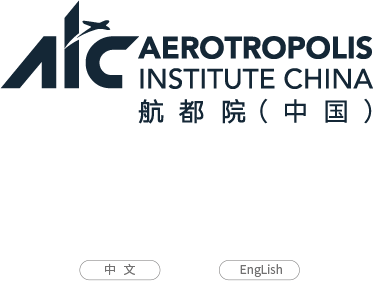 AIC AEROTROPOLIS
INSTITUTE CHINA
航都院（中国）
中文
EngLish